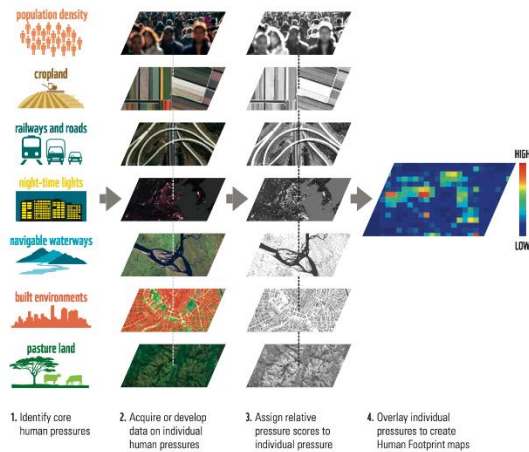 population density
cropland
railways and roads
night-time lights
navigable waterways
built environments
pasture land
HIGH
LOW
1. Identify core
human pressures
2. Acquire or develop
data on individual
human pressures
3. Assign relative
pressure scores to
individual pressure
4. Overlay individual
pressures to create
Human Footprint maps